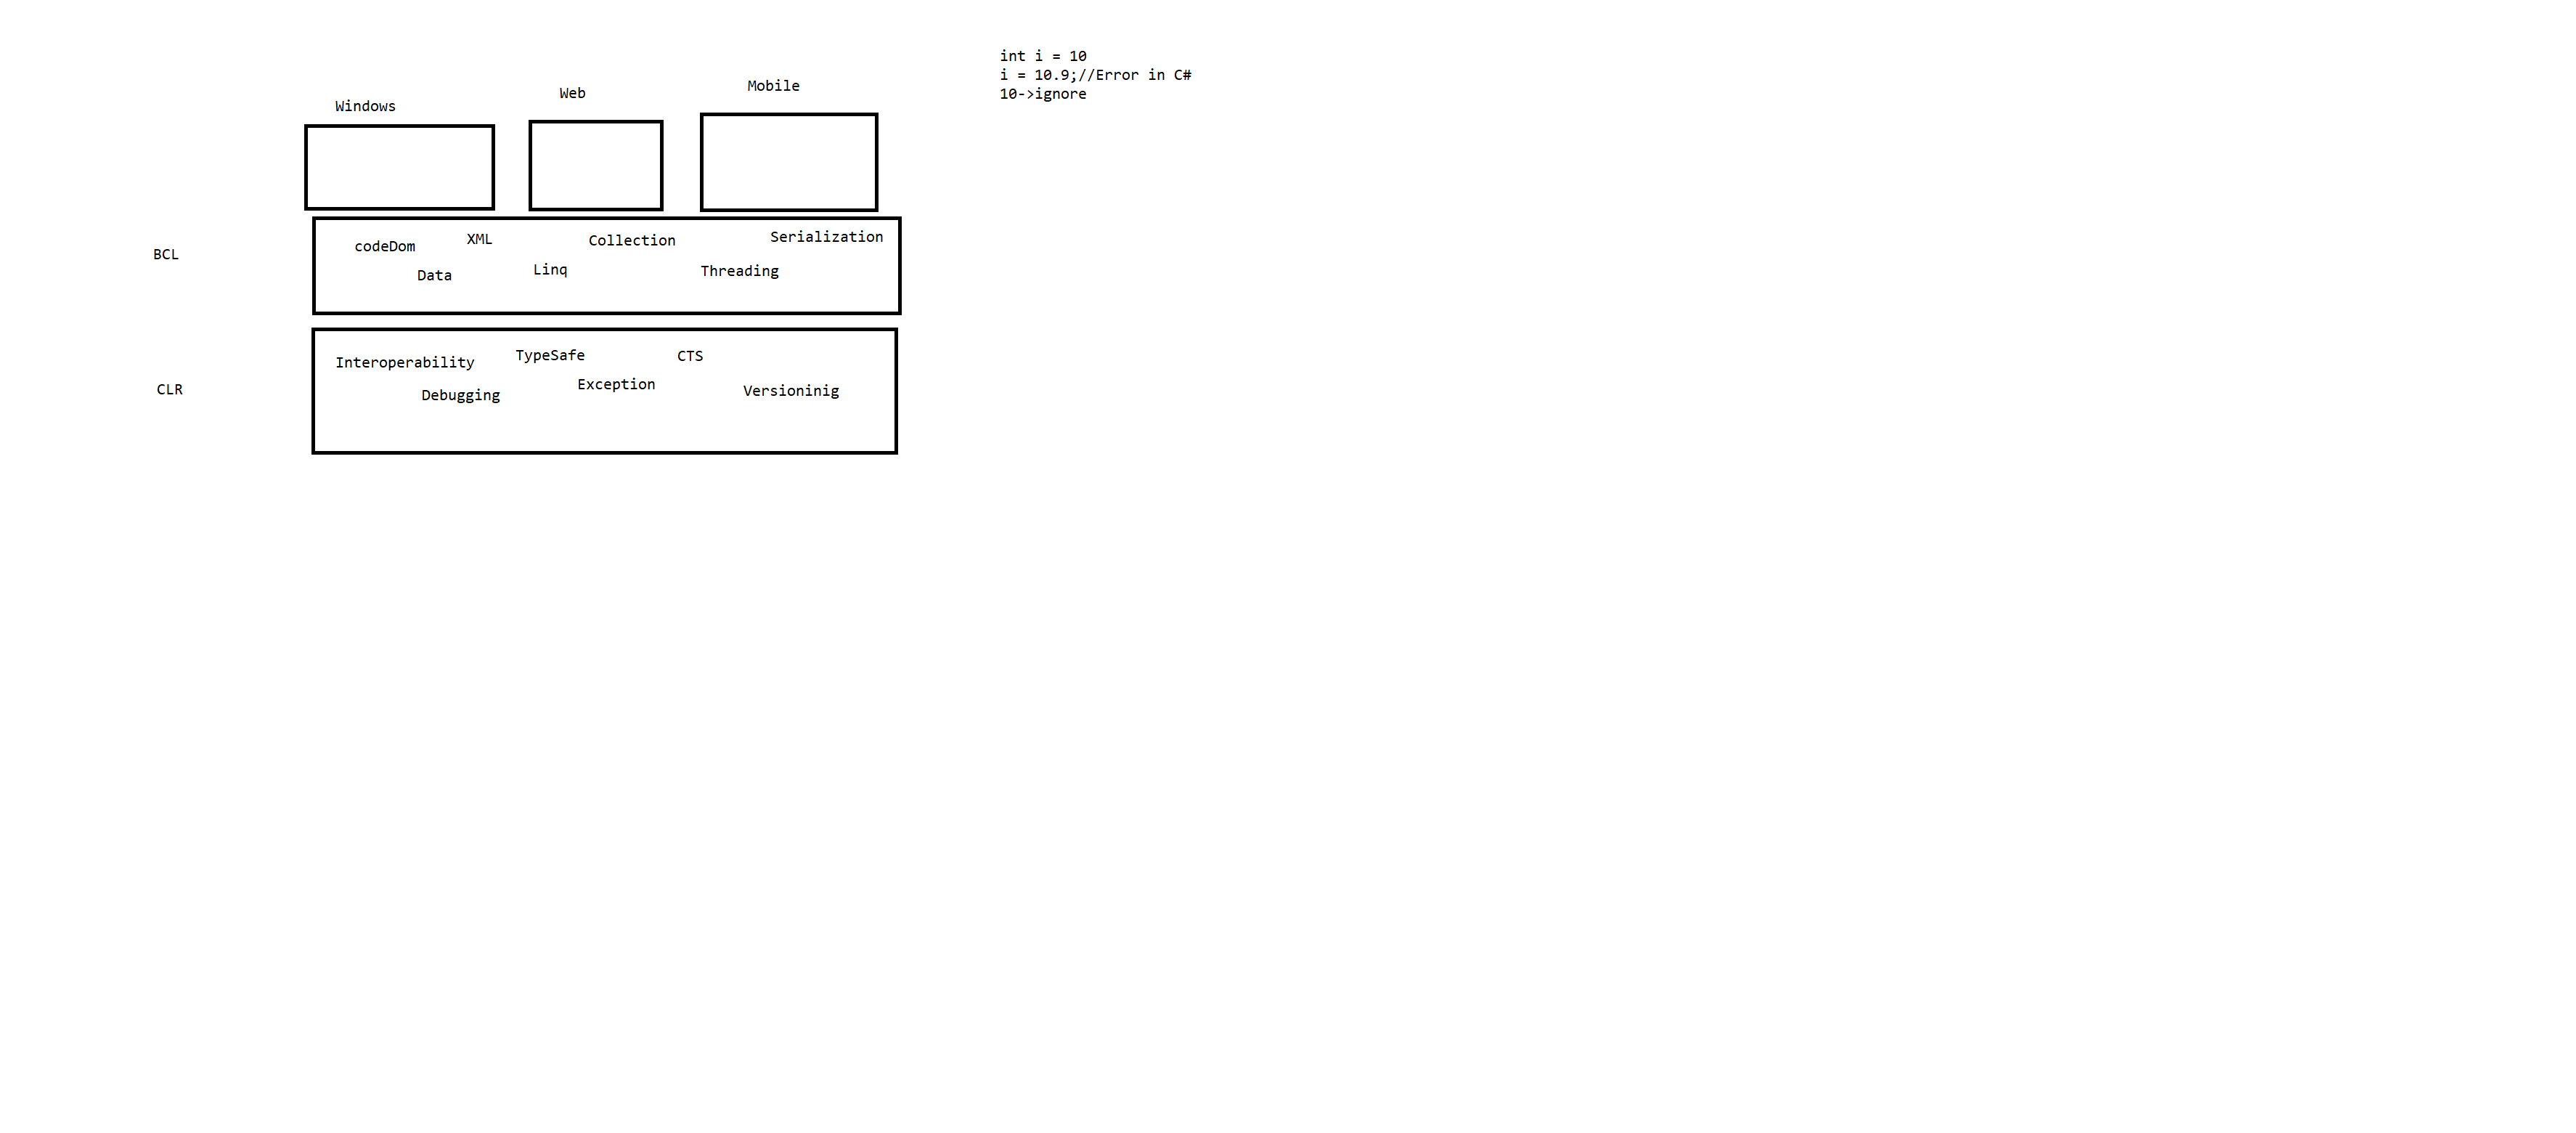 Windows
Web
Mobile
int i = 10
i = 10.9;//Error in C#
10->ignore
BCL
codeDom
XML
Collection
Serialization
Data
Linq
Threading
CLR
Interoperability
TypeSafe
CTS
Debugging
Exception
Versioninig